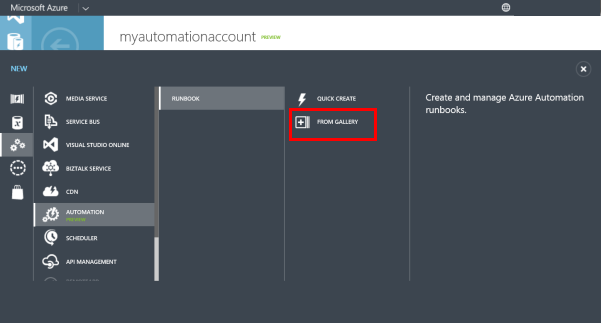 Microsoft Azure
myautomationaccount PREVIEW
NEW
MEDIA SERVICE
SERVICE BUS
VISUAL STUDIO ONLINE
BIZTALK SERVICE
CDN
AUTOMATION
PREVIEW
SCHEDULER
API MANAGEMENT
RUNBOOK
QUICK CREATE
FROM GALLERY
Create and manage Azure Automation
runbooks.